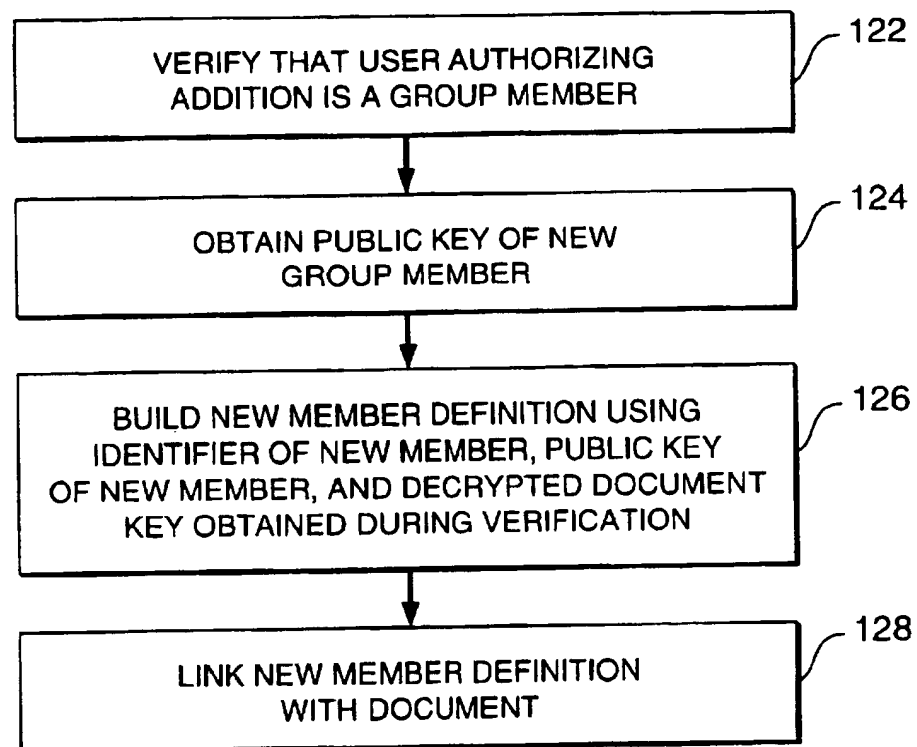 VERIFY THAT USER AUTHORIZING
ADDITION IS A GROUP MEMBER
122
OBTAIN PUBLIC KEY OF NEW
GROUP MEMBER
124
BUILD NEW MEMBER DEFINITION USING
IDENTIFIER OF NEW MEMBER, PUBLIC KEY
OF NEW MEMBER, AND DECRYPTED DOCUMENT
KEY OBTAINED DURING VERIFICATION
126
LINK NEW MEMBER DEFINITION
WITH DOCUMENT
128